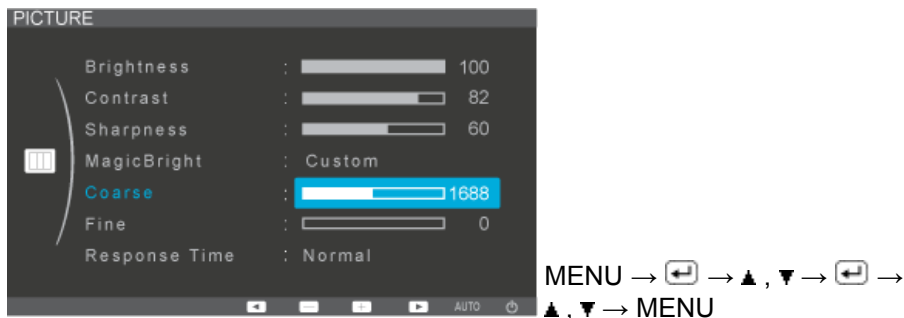 PICTURE
Brightness : 100
Contrast : 82
Sharpness : 60
MagicBright : Custom
Coarse : 1688
Fine : 0
Response Time : Normal
AUTO
MENU → → ▲ , ▼ → →
▲ , ▼ → MENU